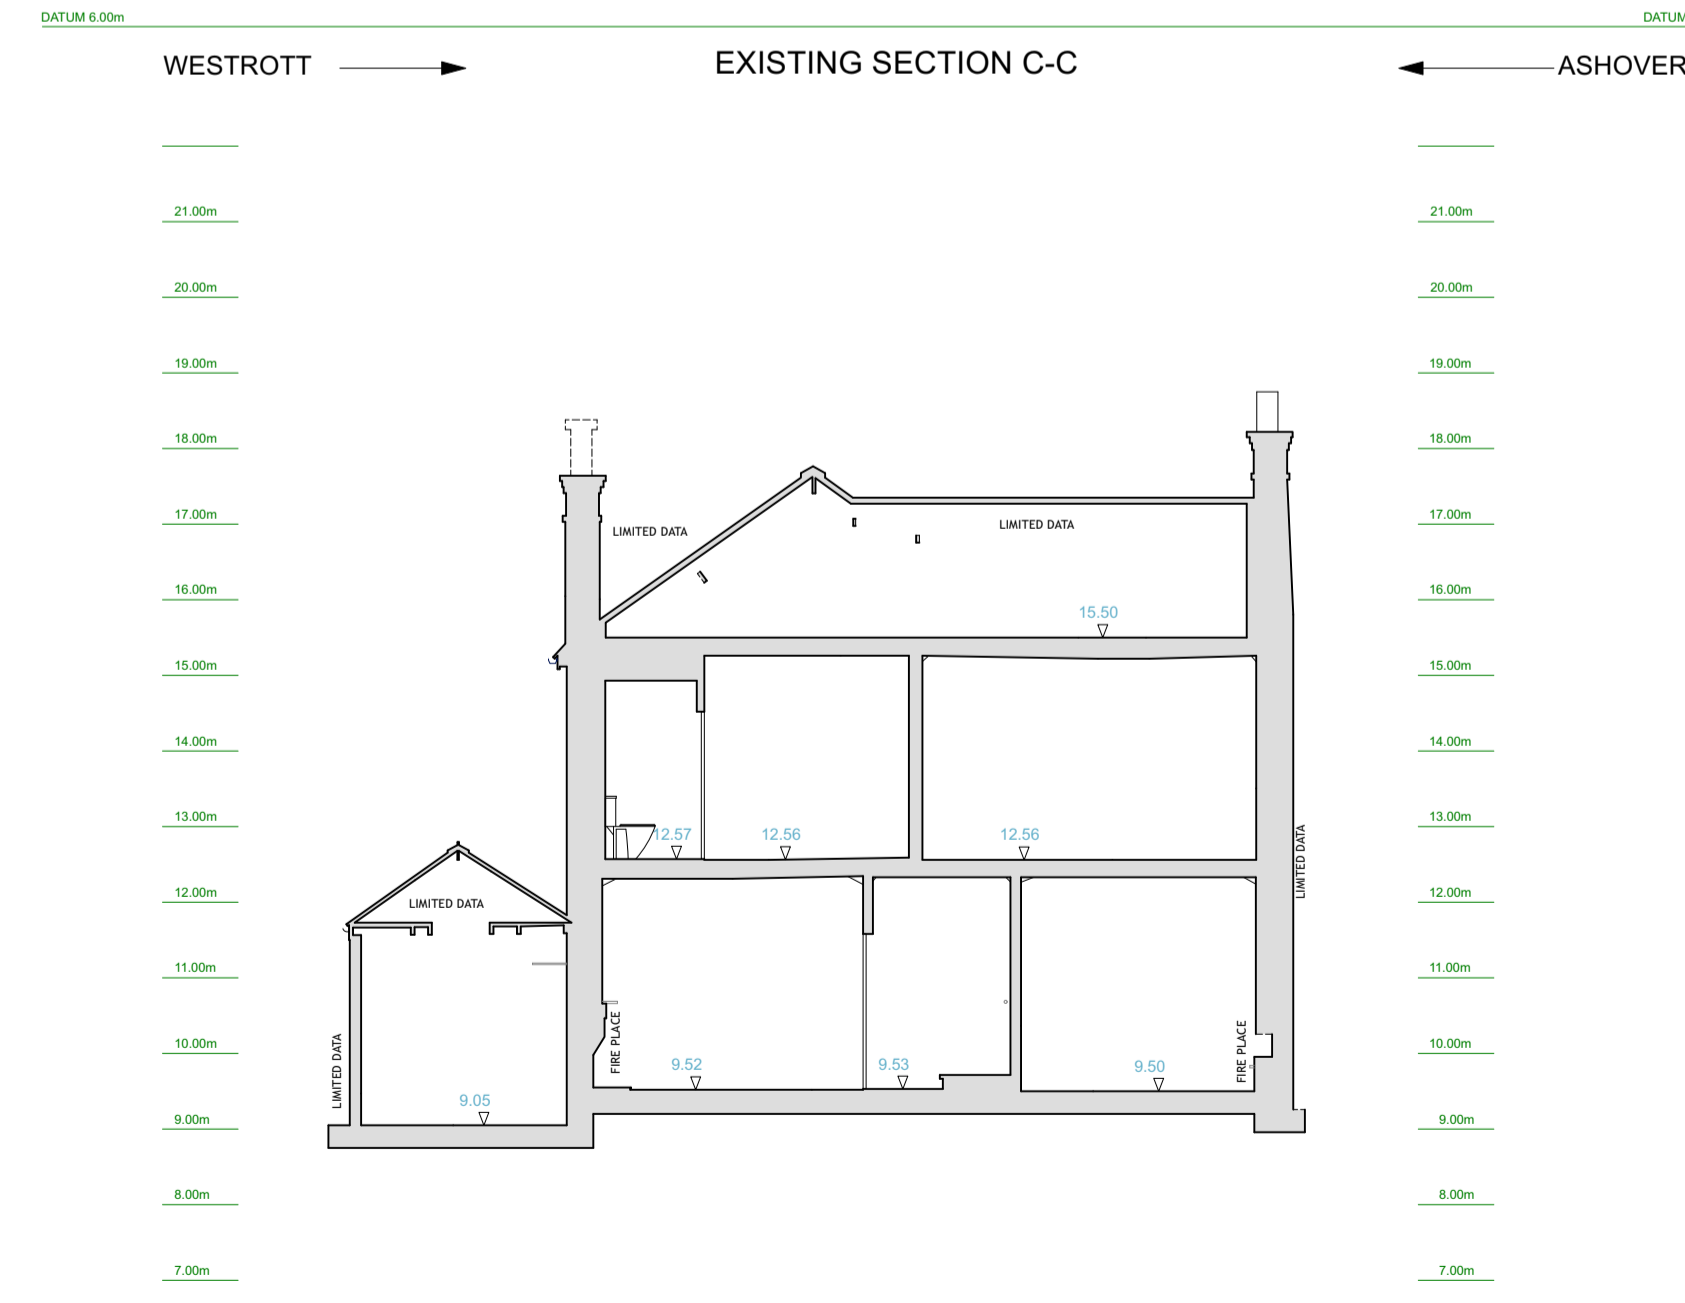 DATUM 6.00m
DATUM
WESTROTT
EXISTING SECTION C-C
ASHOVER
21.00m
21.00m
20.00m
20.00m
19.00m
19.00m
18.00m
18.00m
17.00m
LIMITED DATA
LIMITED DATA
17.00m
16.00m
15.50
16.00m
15.00m
15.00m
14.00m
14.00m
13.00m
12.57
12.56
12.56
13.00m
LIMITED DATA
12.00m
LIMITED DATA
12.00m
11.00m
11.00m
LIMITED DATA
10.00m
FIRE PLACE
9.52
9.53
9.50
FIRE PLACE
10.00m
9.00m
9.05
9.00m
8.00m
8.00m
7.00m
7.00m